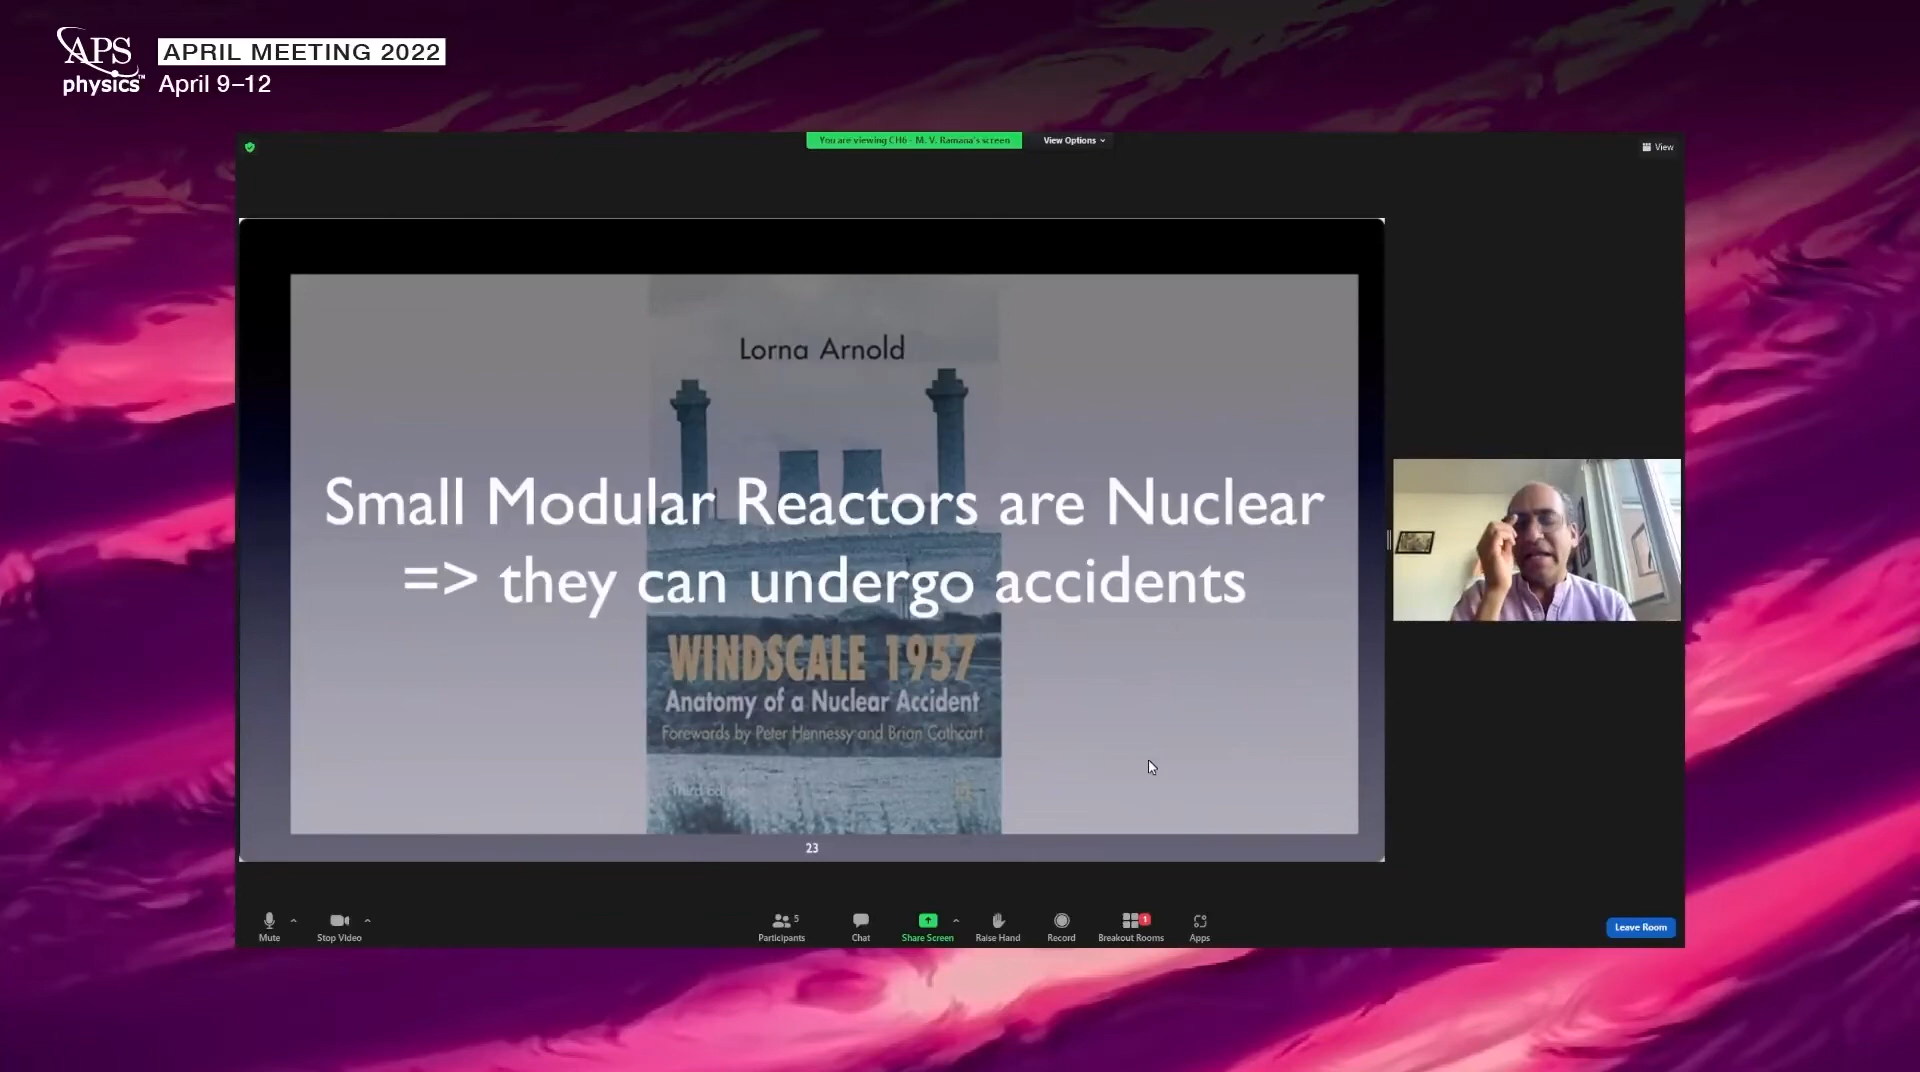 APS
physics™
APRIL MEETING 2022
April 9–12
You are viewing CH6 - M. V. Ramana's screen
View Options
View
Lorna Arnold
Small Modular Reactors are Nuclear
=> they can undergo accidents
WINDSCALE 1957
Anatomy of a Nuclear Accident
Forewords by Peter Hennessy and Brian Cathcart
Third
23
Mute
Stop Video
5
Participants
Chat
Share Screen
Raise Hand
Record
1
Breakout Rooms
Apps
Leave Room